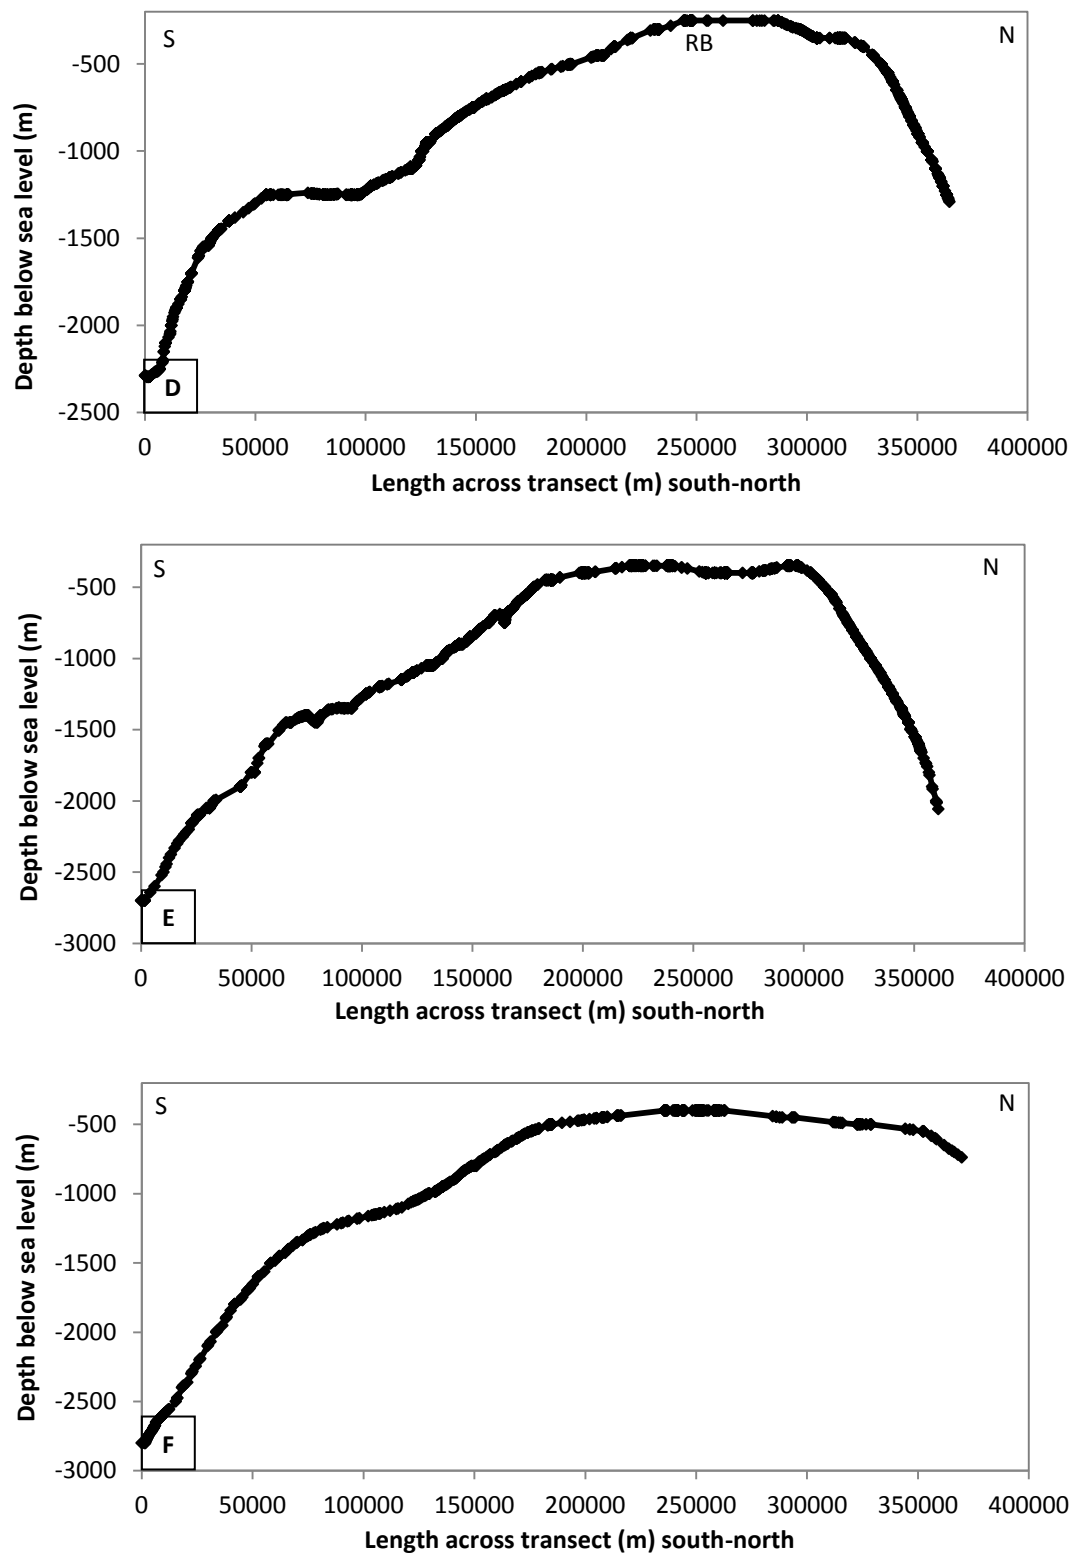 S
N
RB
-500
-1000
-1500
-2000
-2500
Depth below sea level (m)
D
0 50000 100000 150000 200000 250000 300000 350000 400000
Length across transect (m) south-north
S
N
-500
-1000
-1500
-2000
-2500
-3000
Depth below sea level (m)
E
0 50000 100000 150000 200000 250000 300000 350000 400000
Length across transect (m) south-north
S
N
-500
-1000
-1500
-2000
-2500
-3000
Depth below sea level (m)
F
0 50000 100000 150000 200000 250000 300000 350000 400000
Length across transect (m) south-north